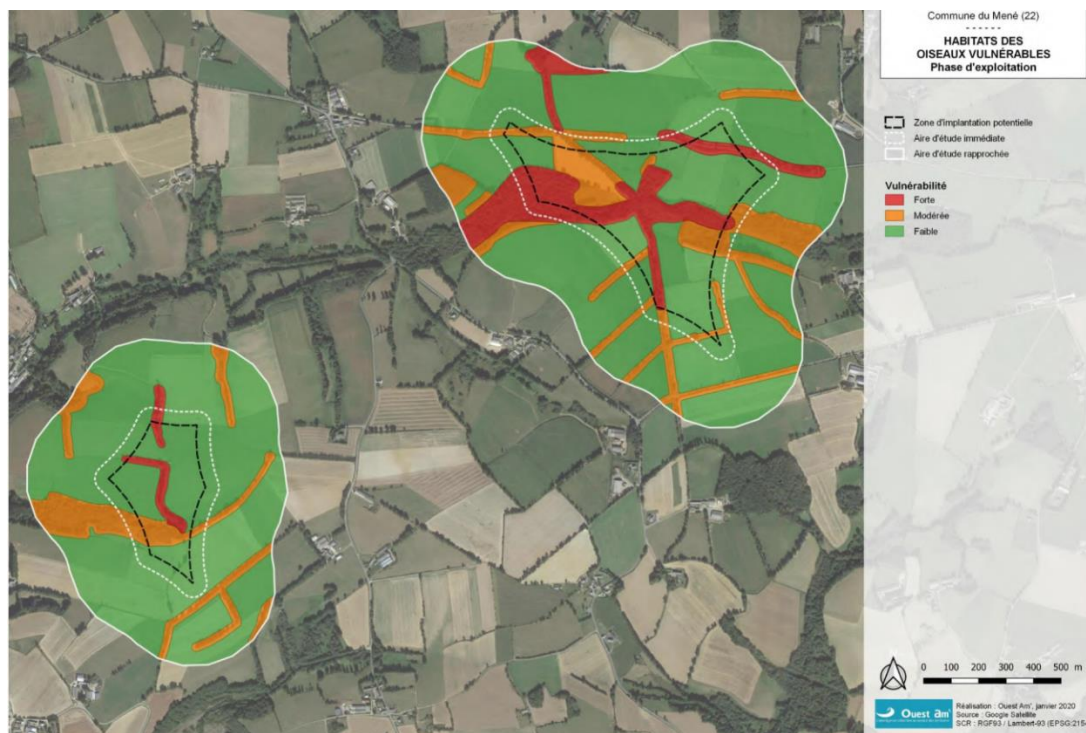 Commune du Mené (22)
------
HABITATS DES
OISEAUX VULNÉRABLES
Phase d'exploitation
Zone d'implantation potentielle
Aire d'étude immédiate
Aire d'étude rapprochée
Vulnérabilité
Forte
Modérée
Faible
0 100 200 300 400 500 m
Ouest Am'
Réalisation : Ouest Am', janvier 2020
Source : Google Satellite
SCR : RGF93 / Lambert-93 (EPSG:2154